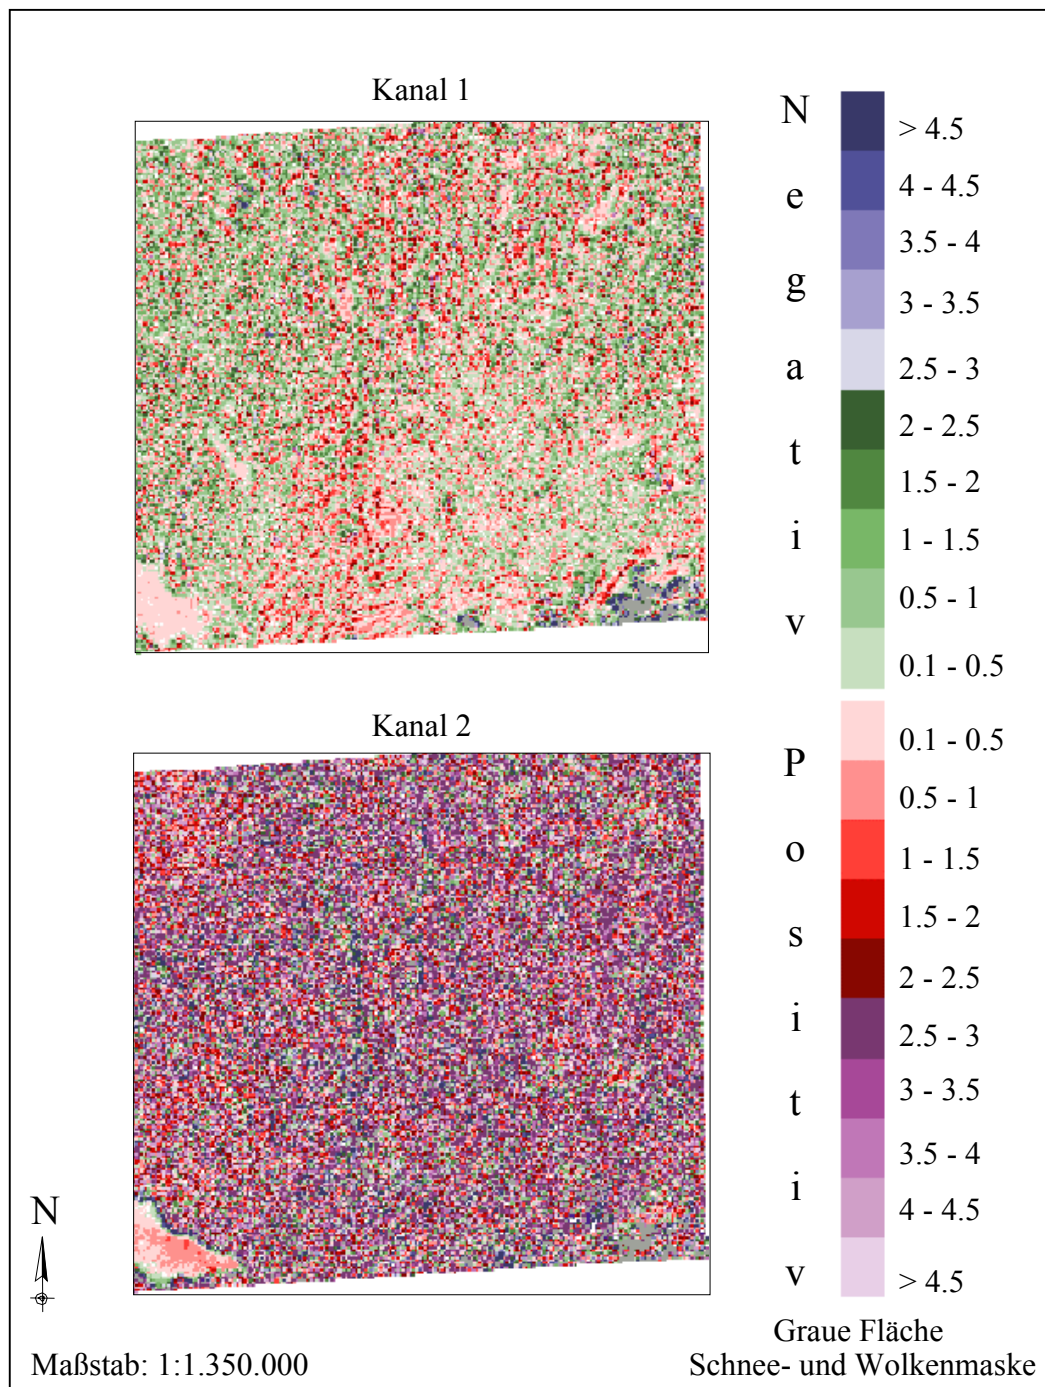 Kanal 1
Negativ
> 4.5
4 - 4.5
3.5 - 4
3 - 3.5
2.5 - 3
2 - 2.5
1.5 - 2
1 - 1.5
0.5 - 1
0.1 - 0.5
Kanal 2
Positiv
0.1 - 0.5
0.5 - 1
1 - 1.5
1.5 - 2
2 - 2.5
2.5 - 3
3 - 3.5
3.5 - 4
4 - 4.5
> 4.5
N
Maßstab: 1:1.350.000
Graue Fläche
Schnee- und Wolkenmaske